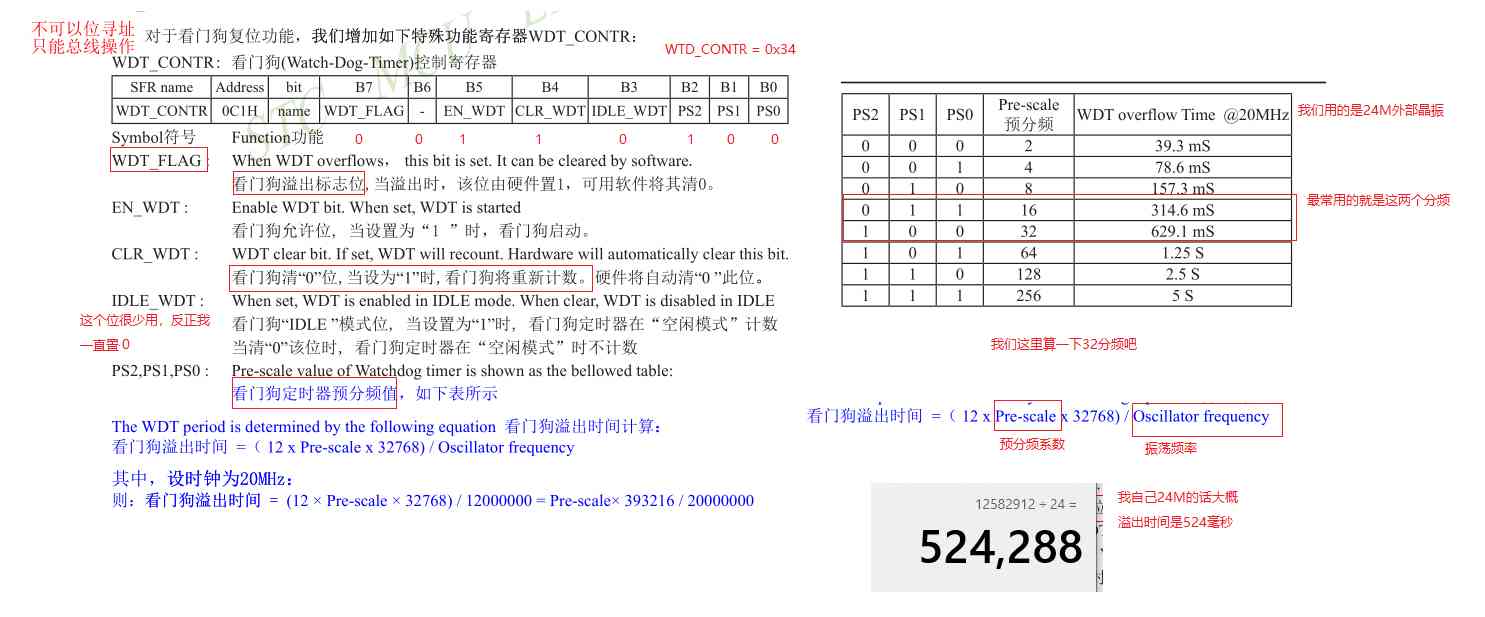 不可以位寻址
只能总线操作
对于看门狗复位功能，我们增加如下特殊功能寄存器WDT_CONTR：
WTD_CONTR = 0x34
WDT_CONTR：看门狗(Watch-Dog-Timer)控制寄存器
SFR name Address bit B7 B6 B5 B4 B3 B2 B1 B0
WDT_CONTR 0C1H name WDT_FLAG - EN_WDT CLR_WDT IDLE_WDT PS2 PS1 PS0
Symbol符号 Function功能 0 0 1 1 0 1 0 0
WDT_FLAG : When WDT overflows， this bit is set. It can be cleared by software.
看门狗溢出标志位,当溢出时，该位由硬件置1，可用软件将其清0。
EN_WDT : Enable WDT bit. When set, WDT is started
看门狗允许位, 当设置为“1 ”时，看门狗启动。
CLR_WDT : WDT clear bit. If set, WDT will recount. Hardware will automatically clear this bit.
看门狗清“0”位,当设为“1”时,看门狗将重新计数。硬件将自动清“0 ”此位。
IDLE_WDT : When set, WDT is enabled in IDLE mode. When clear, WDT is disabled in IDLE
这个位很少用，反正我
一直置 0
看门狗“IDLE ”模式位, 当设置为“1”时, 看门狗定时器在“空闲模式”计数
当清“0”该位时, 看门狗定时器在“空闲模式”时不计数
PS2,PS1,PS0 : Pre-scale value of Watchdog timer is shown as the bellowed table:
看门狗定时器预分频值，如下表所示
The WDT period is determined by the following equation 看门狗溢出时间计算：
看门狗溢出时间 =（ 12 x Pre-scale x 32768) / Oscillator frequency
其中，设时钟为20MHz：
则：看门狗溢出时间 = (12 × Pre-scale × 32768) / 12000000 = Pre-scale× 393216 / 20000000
PS2 PS1 PS0 Pre-scale 预分频 WDT overflow Time @20MHz
我们用的是24M外部晶振
0 0 0 2 39.3 mS
0 0 1 4 78.6 mS
0 1 0 8 157.3 mS
0 1 1 16 314.6 mS
最常用的就是这两个分频
1 0 0 32 629.1 mS
1 0 1 64 1.25 S
1 1 0 128 2.5 S
1 1 1 256 5 S
我们这里算一下32分频吧
看门狗溢出时间 =（ 12 x Pre-scale x 32768) / Oscillator frequency
预分频系数
振荡频率
12582912 ÷ 24 =
524,288
我自己24M的话大概
溢出时间是524毫秒